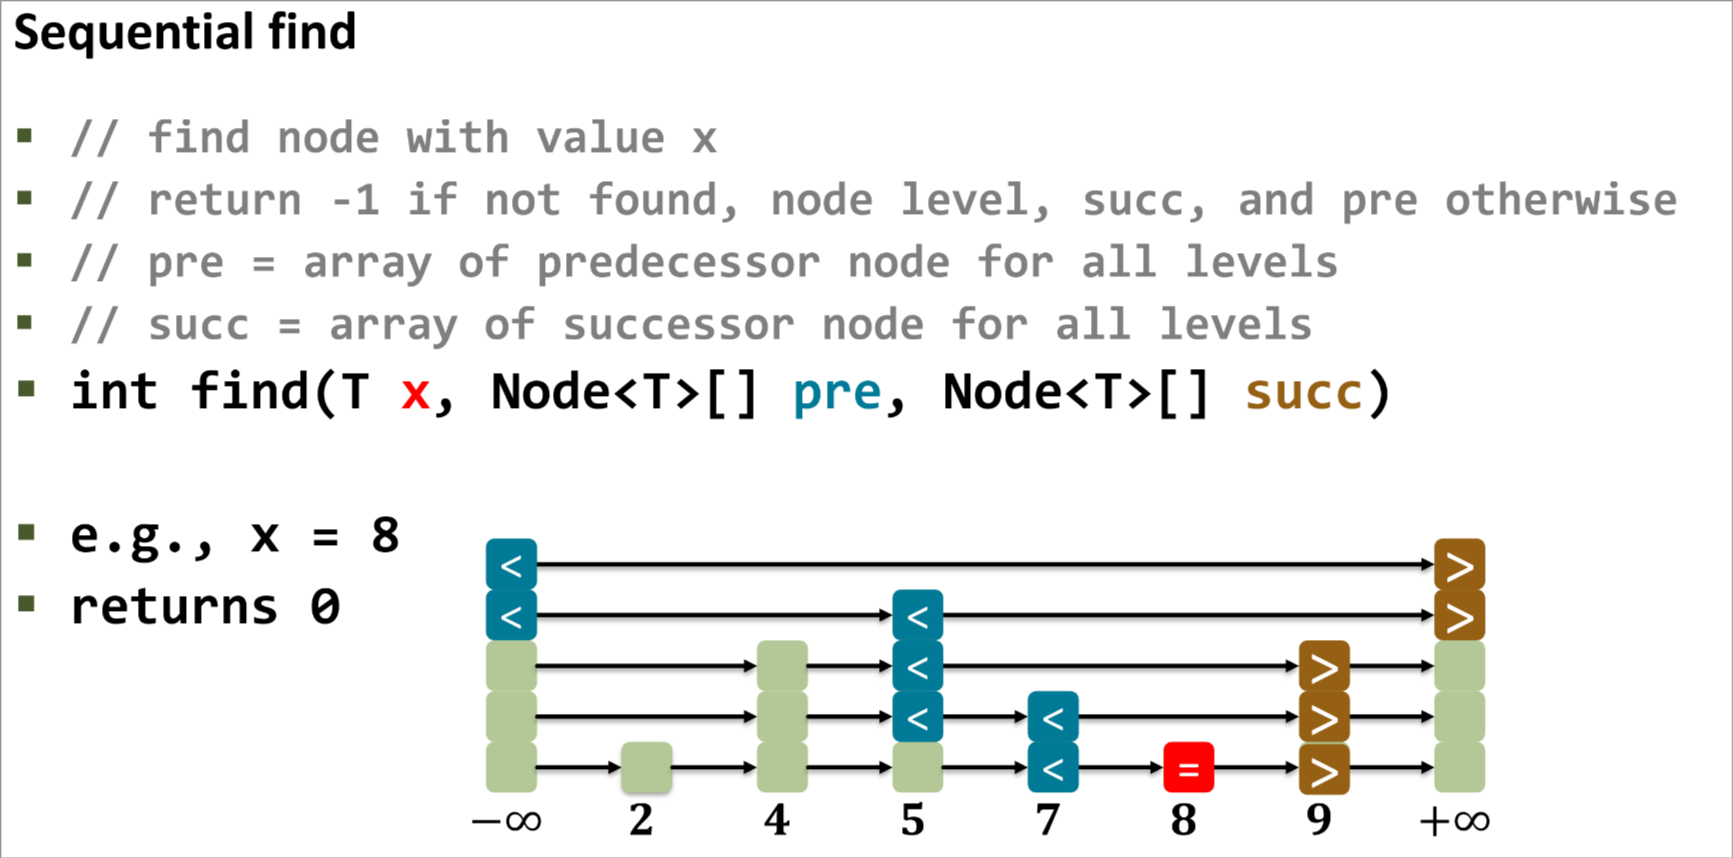 Sequential find
▪ // find node with value x
▪ // return -1 if not found, node level, succ, and pre otherwise
▪ // pre = array of predecessor node for all levels
▪ // succ = array of successor node for all levels
▪ int find(T x, Node<T>[] pre, Node<T>[] succ)
▪ e.g., x = 8
▪ returns 0
< >
< < >
< >
< < >
< = >
−∞ 2 4 5 7 8 9 +∞